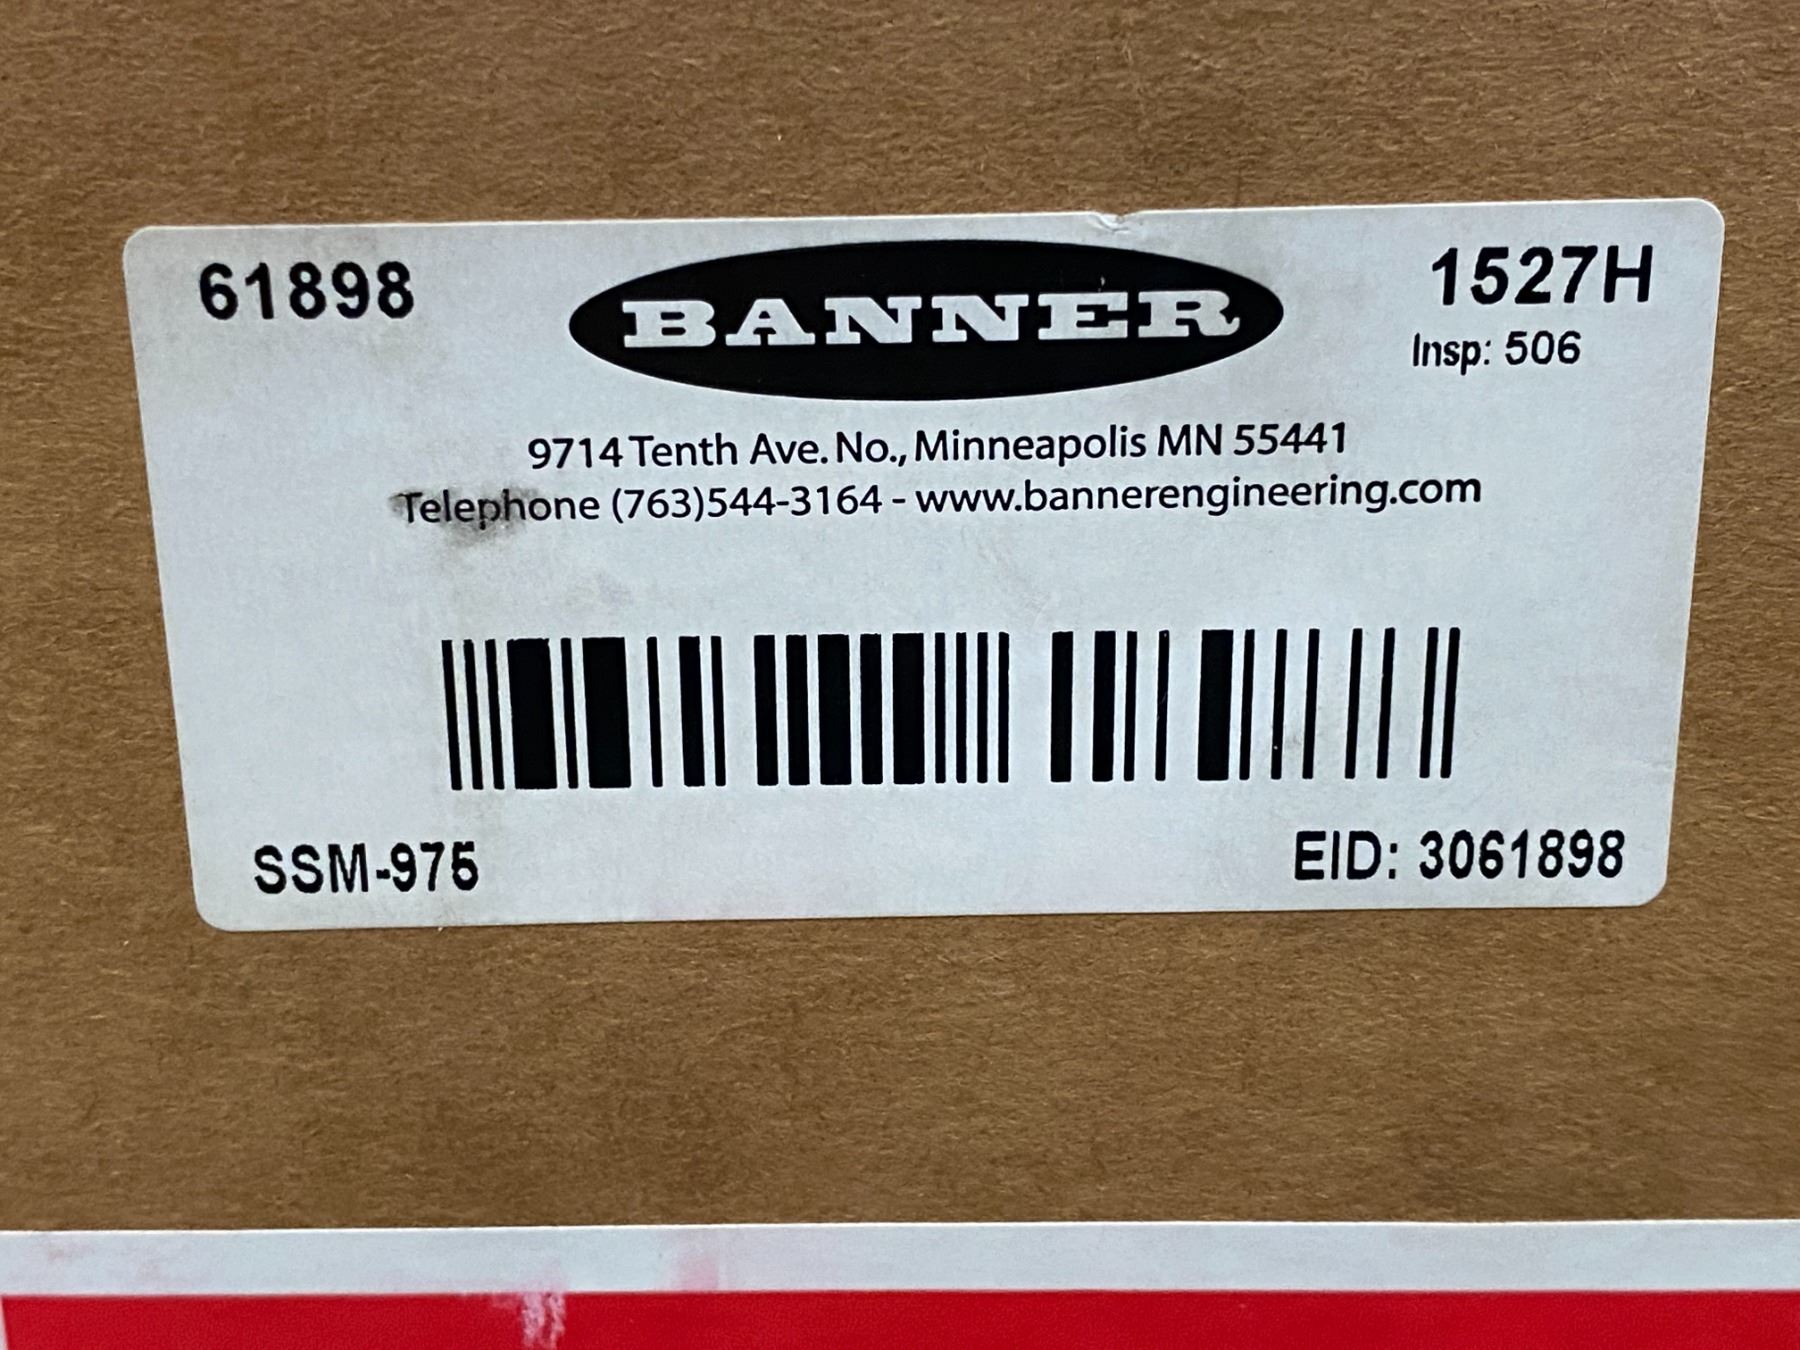 61898
BANNER
1527H
Insp: 506
9714 Tenth Ave. No., Minneapolis MN 55441
Telephone (763)544-3164 - www.bannerengineering.com
SSM-975
EID: 3061898